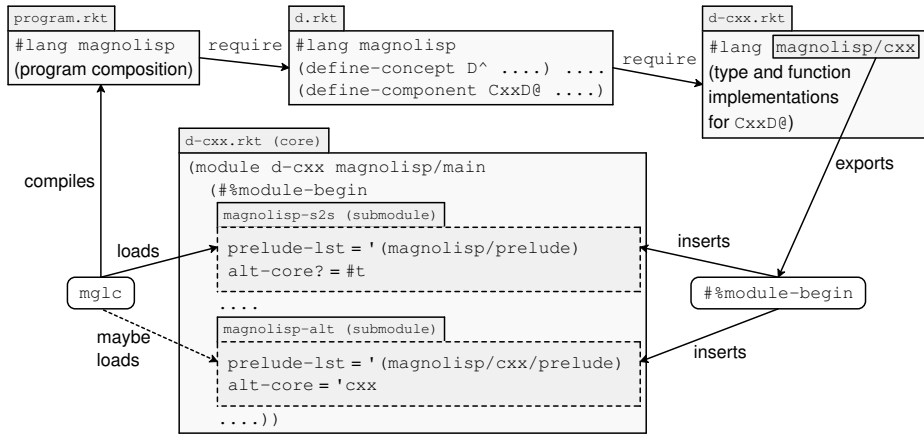 program.rkt
#lang magnolisp
(program composition)
require
d.rkt
#lang magnolisp
(define-concept D^ ....) ....
(define-component CxxD@ ....)
require
d-cxx.rkt
#lang magnolisp/cxx
(type and function
implementations
for CxxD@)
compiles
exports
d-cxx.rkt (core)
(module d-cxx magnolisp/main
(#%module-begin
magnolisp-s2s (submodule)
prelude-lst = '(magnolisp/prelude)
alt-core? = #t
....
magnolisp-alt (submodule)
prelude-lst = '(magnolisp/cxx/prelude)
alt-core = 'cxx
....))
loads
mglc
maybe
loads
inserts
#%module-begin
inserts